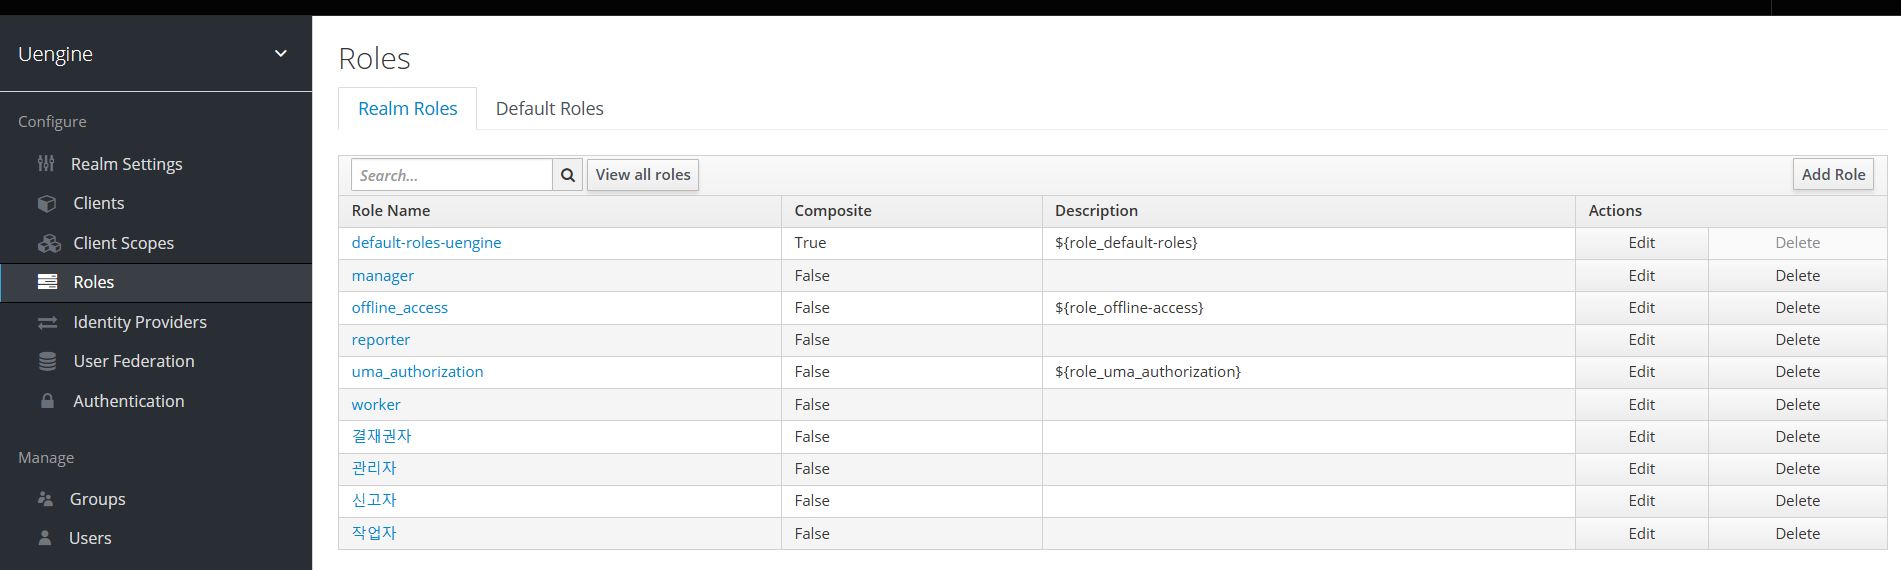 Uengine
Configure
Realm Settings
Clients
Client Scopes
Roles
Identity Providers
User Federation
Authentication
Manage
Groups
Users
Roles
Realm Roles Default Roles
Search... View all roles Add Role
Role Name Composite Description Actions
default-roles-uengine True ${role_default-roles} Edit Delete
manager False Edit Delete
offline_access False ${role_offline-access} Edit Delete
reporter False Edit Delete
uma_authorization False ${role_uma_authorization} Edit Delete
worker False Edit Delete
결재권자 False Edit Delete
관리자 False Edit Delete
신고자 False Edit Delete
작업자 False Edit Delete